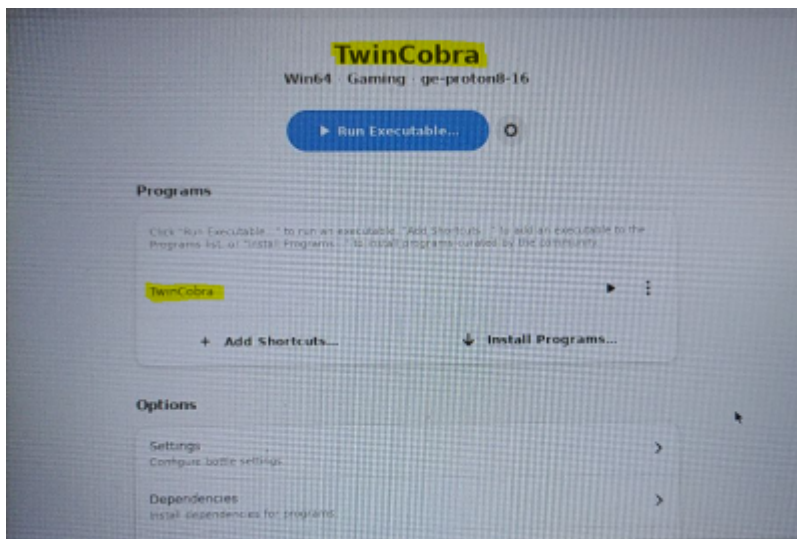 TwinCobra
Win64 · Gaming · ge-proton8-16
Run Executable...
Programs
Click "Run Executable..." to run an executable, "Add Shortcuts..." to add an executable to the
Programs list, or "Install Programs..." to install programs curated by the community.
TwinCobra
+ Add Shortcuts...
Install Programs...
Options
Settings
Configure bottle settings.
Dependencies
Install dependencies for programs.